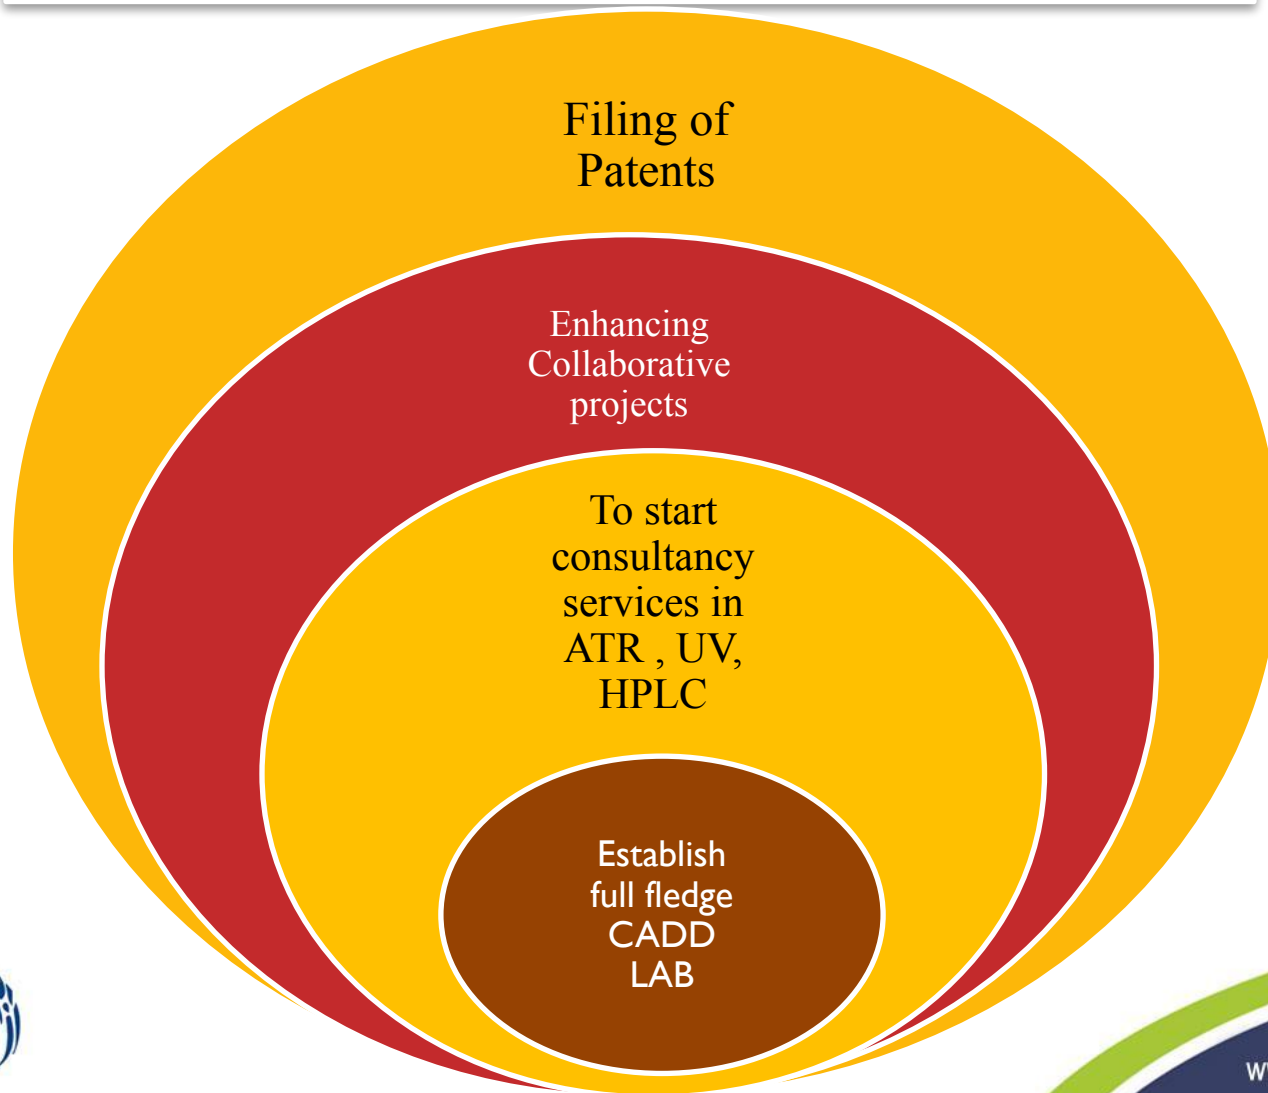 Filing of
Patents
Enhancing
Collaborative
projects
To start
consultancy
services in
ATR , UV,
HPLC
Establish
full fledge
CADD
LAB